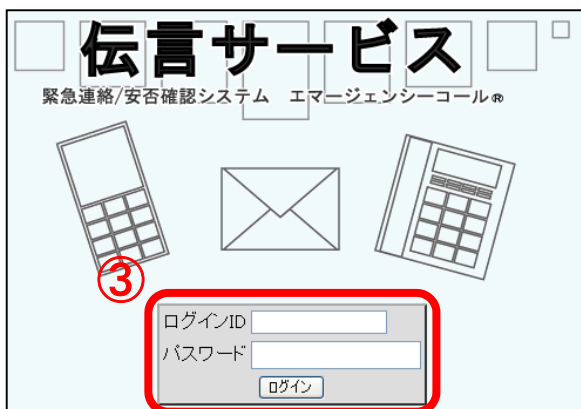 伝言サービス
緊急連絡/安否確認システム　エマージェンシーコール®
③
ログインID
パスワード
ログイン